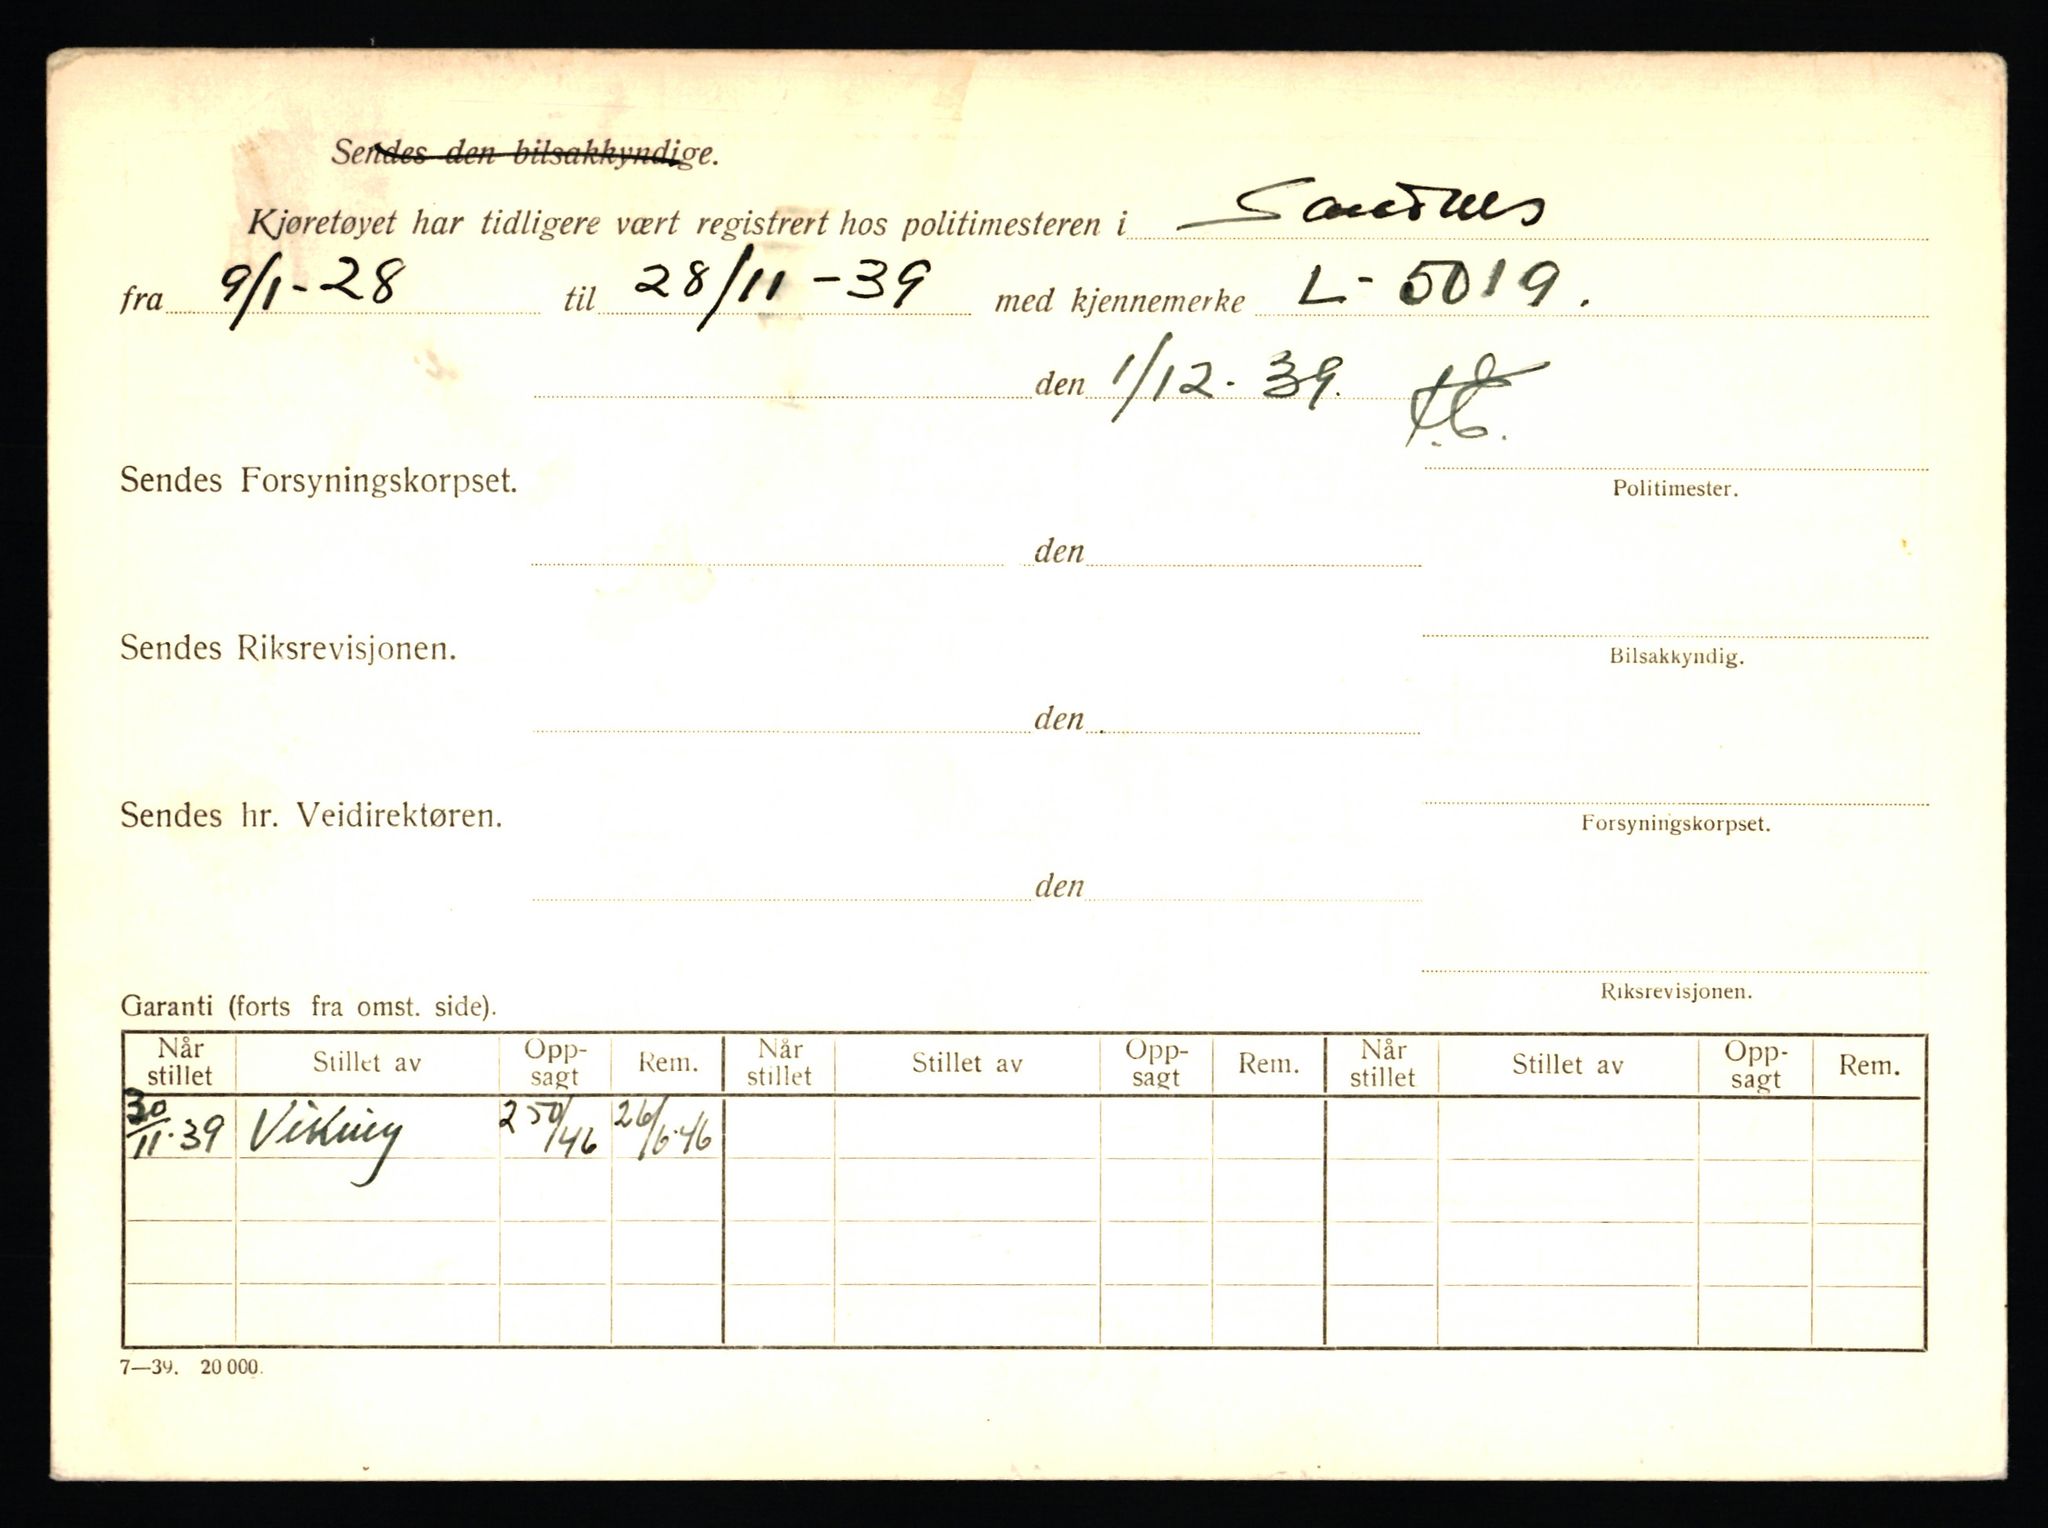 Sendes den bilsakkyndige.
Kjøretøyet har tidligere vært registrert hos politimesteren i Sandnes
fra 9/1-28 til 28/11-39 med kjennemerke L-5019.
den 1/12-39.
Sendes Forsyningskorpset.
Politimester.
den
Sendes Riksrevisjonen.
Bilsakkyndig.
den
Sendes hr. Veidirektøren.
Forsyningskorpset.
den
Riksrevisjonen.
Garanti (forts fra omst. side).
Når stillet Stillet av Opp-sagt Rem. Når stillet Stillet av Opp-sagt Rem. Når stillet Stillet av Opp-sagt Rem.
30/11-39 Viking 250/46 26/6-46
7—39. 20 000.